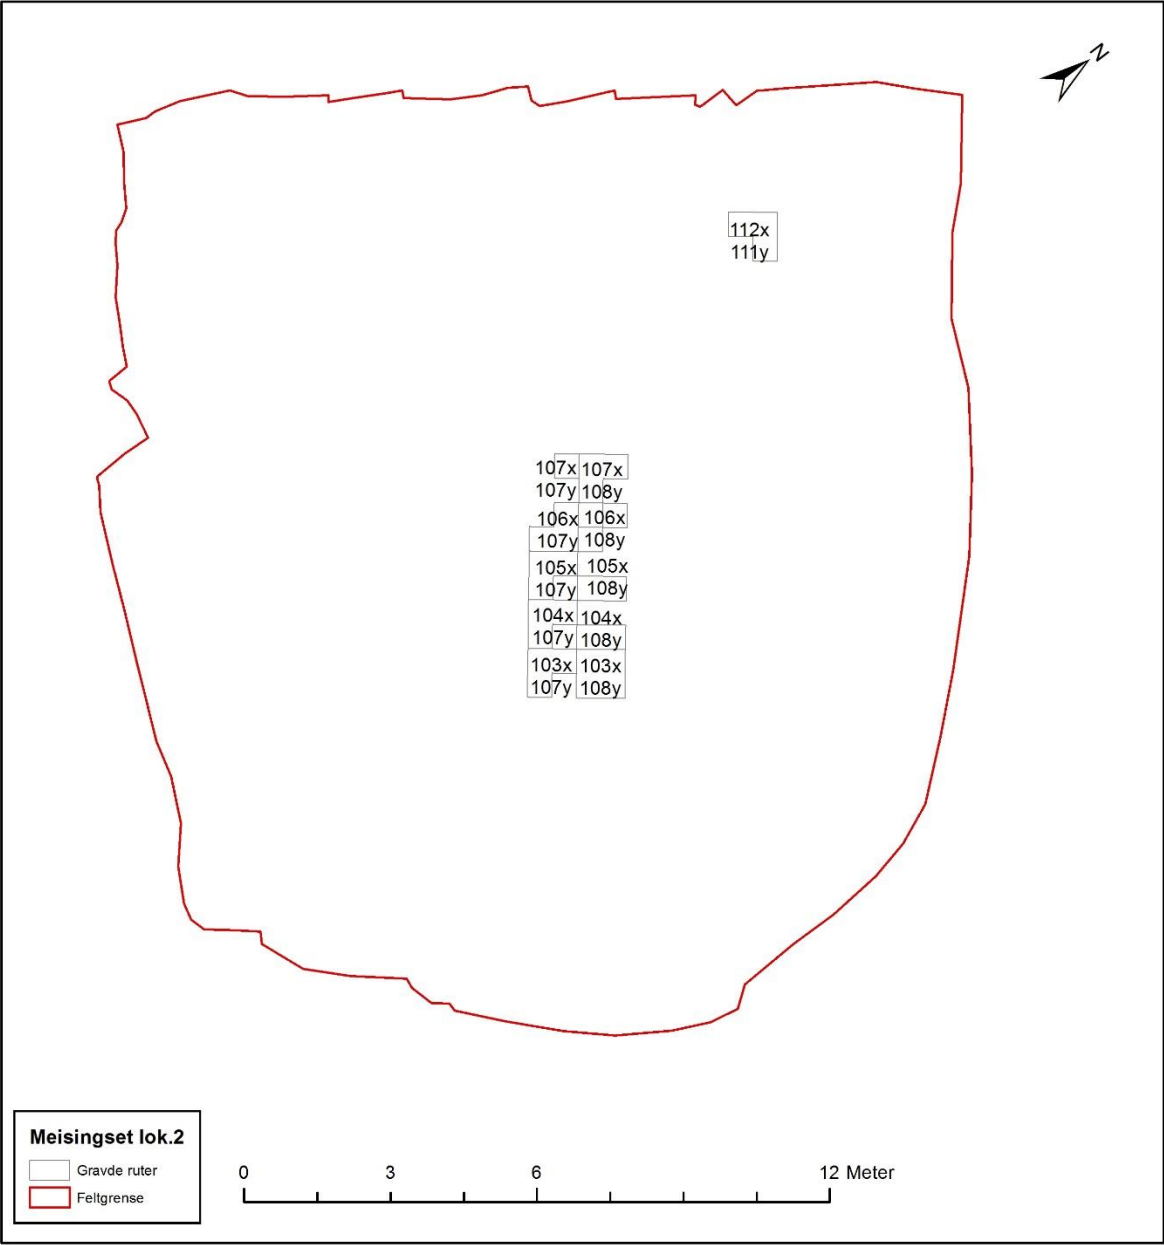 N
112x
111y
107x 107x
107y 108y
106x 106x
107y 108y
105x 105x
107y 108y
104x 104x
107y 108y
103x 103x
107y 108y
Meisingset lok.2
Gravde ruter
Feltgrense
0 3 6 12 Meter